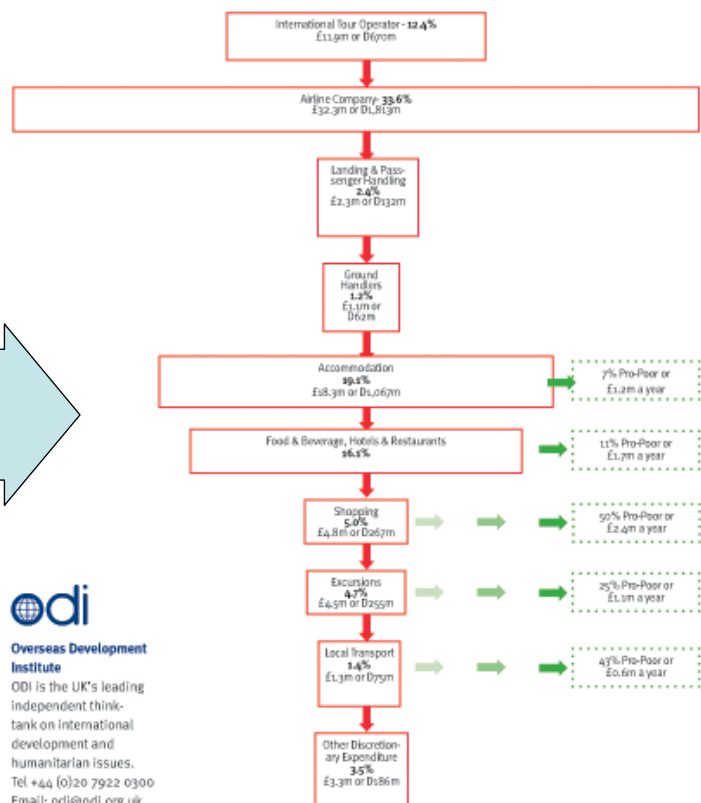 International Tour Operator - 12.4%
£11.9m or D670m
Airline Company- 33.6%
£32.3m or D1,813m
Landing & Pass-
senger Handling
2.4%
£2.3m or D132m
Ground
Handlers
1.2%
£1.1m or
D62m
Accommodation
19.1%
£18.3m or D1,067m
7% Pro-Poor or
£1.2m a year
Food & Beverage, Hotels & Restaurants
16.1%
11% Pro-Poor or
£1.7m a year
Shopping
5.0%
£4.8m or D267m
50% Pro-Poor or
£2.4m a year
Excursions
4.7%
£4.5m or D255m
25% Pro-Poor or
£1.1m a year
Local Transport
1.4%
£1.3m or D75m
43% Pro-Poor or
£0.6m a year
Other Discretion-
ary Expenditure
3.5%
£3.3m or D186m
odi
Overseas Development
Institute
ODI is the UK's leading
independent think-
tank on international
development and
humanitarian issues.
Tel +44 (0)20 7922 0300
Email: odi@odi.org.uk